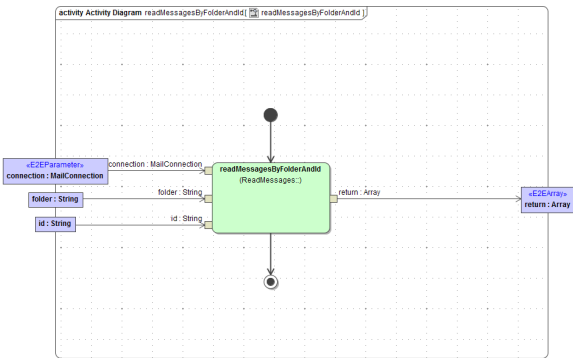 activity Activity Diagram readMessagesByFolderAndId[ readMessagesByFolderAndId ]
«E2EParameter»
connection : MailConnection
connection : MailConnection
readMessagesByFolderAndId
(ReadMessages::)
folder : String
folder : String
return : Array
«E2EArray»
return : Array
id : String
id : String